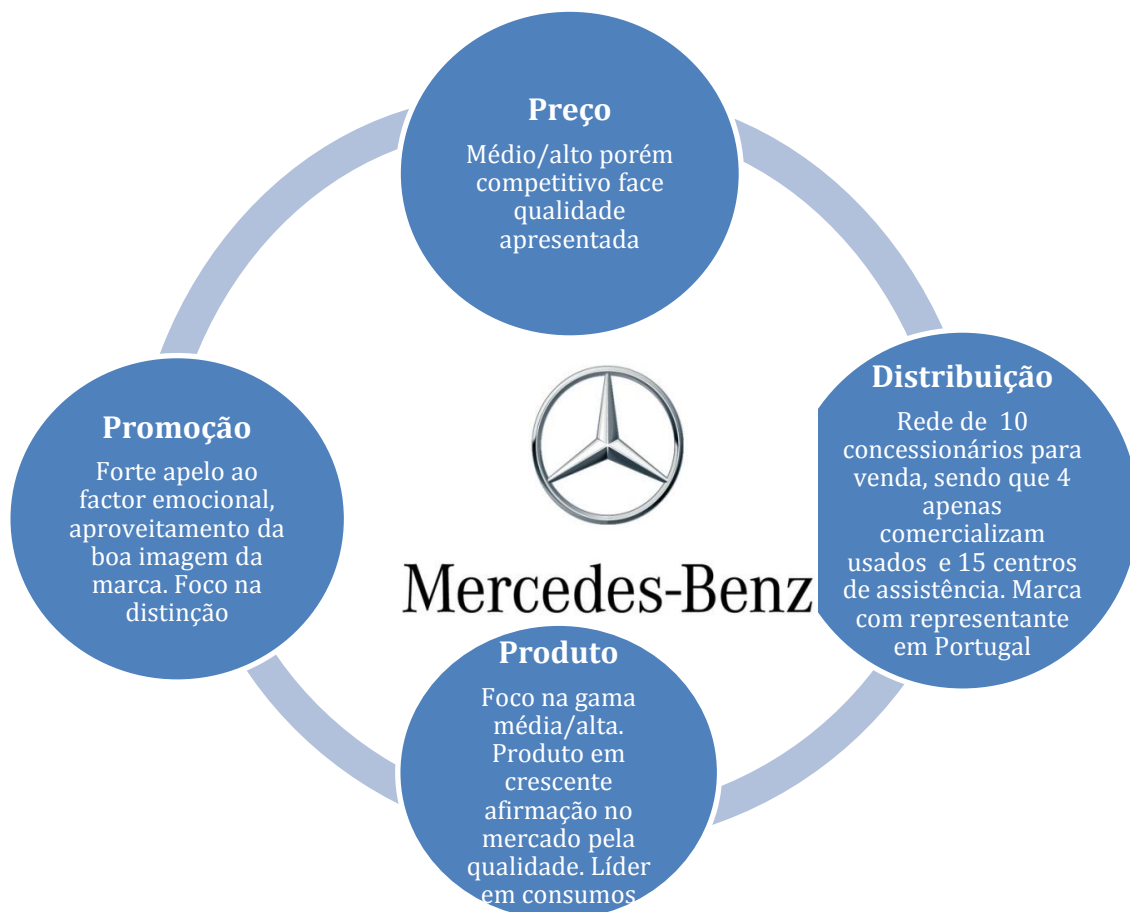 Preço
Médio/alto porém
competitivo face
qualidade
apresentada
Distribuição
Rede de 10
concessionários para
venda, sendo que 4
apenas
comercializam
usados e 15 centros
de assistência. Marca
com representante
em Portugal
Promoção
Forte apelo ao
factor emocional,
aproveitamento da
boa imagem da
marca. Foco na
distinção
Mercedes-Benz
Produto
Foco na gama
média/alta.
Produto em
crescente
afirmação no
mercado pela
qualidade. Líder
em consumos